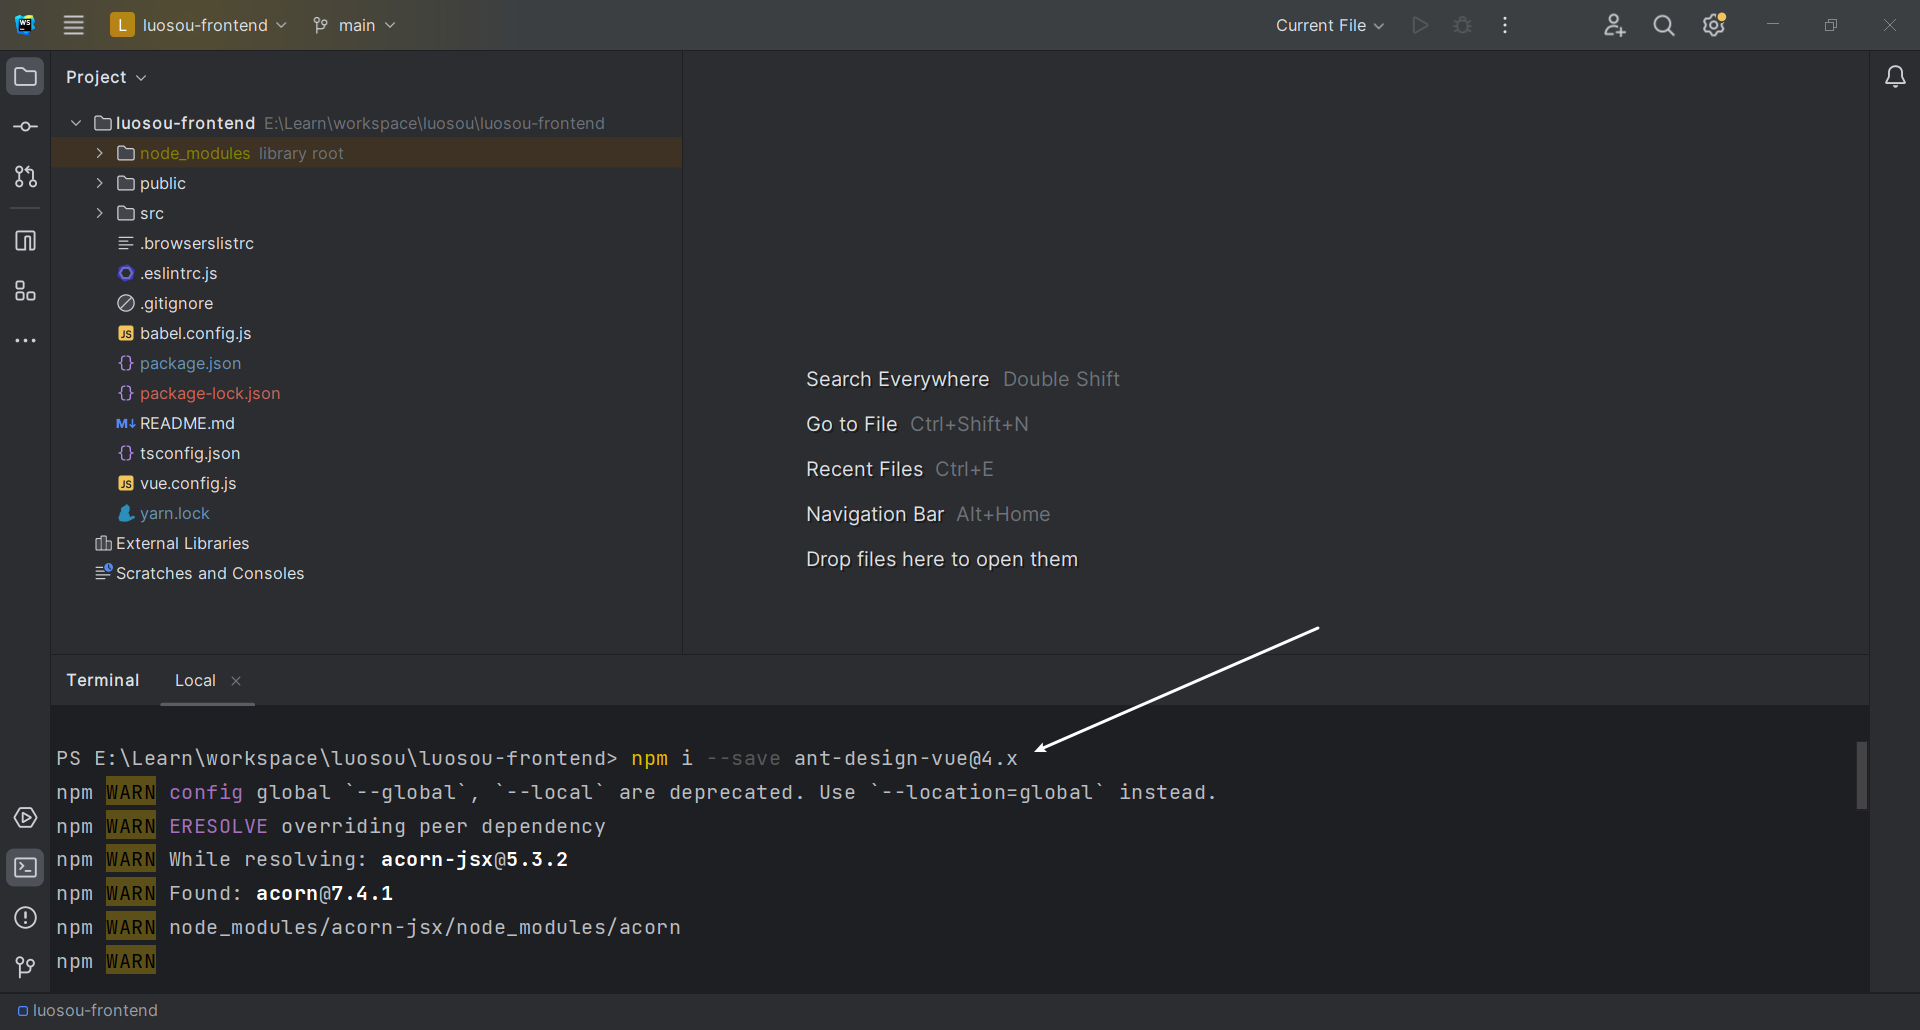 WS
L luosou-frontend main Current File
Project
luosou-frontend E:\Learn\workspace\luosou\luosou-frontend
node_modules library root
public
src
.browserslistrc
.eslintrc.js
.gitignore
JS babel.config.js
{} package.json
{} package-lock.json
M↓ README.md
{} tsconfig.json
JS vue.config.js
yarn.lock
External Libraries
Scratches and Consoles
Search Everywhere Double Shift
Go to File Ctrl+Shift+N
Recent Files Ctrl+E
Navigation Bar Alt+Home
Drop files here to open them
Terminal Local
PS E:\Learn\workspace\luosou\luosou-frontend> npm i --save ant-design-vue@4.x
npm WARN config global `--global`, `--local` are deprecated. Use `--location=global` instead.
npm WARN ERESOLVE overriding peer dependency
npm WARN While resolving: acorn-jsx@5.3.2
npm WARN Found: acorn@7.4.1
npm WARN node_modules/acorn-jsx/node_modules/acorn
npm WARN
luosou-frontend